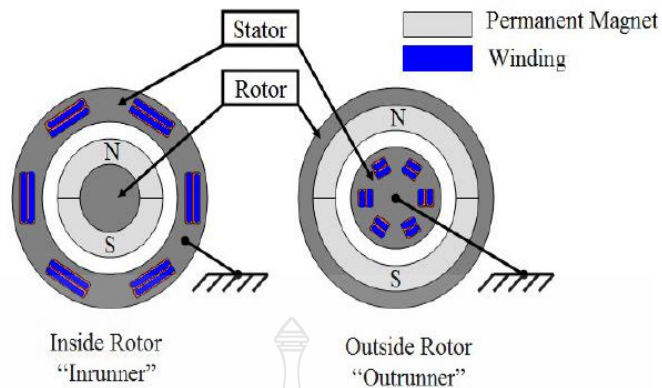 Stator
Rotor
Permanent Magnet
Winding
N
S
N
S
Inside Rotor
“Inrunner”
Outside Rotor
“Outrunner”